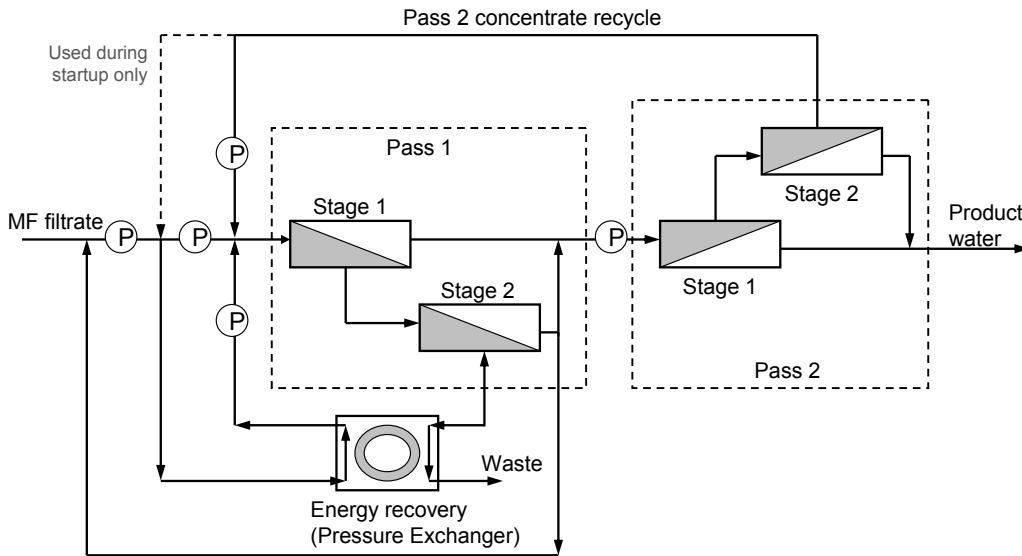 Pass 2 concentrate recycle
Used during
startup only
P
Pass 1
Stage 1
Stage 2
MF filtrate
P
P
P
Product
water
Stage 1
Stage 2
P
Pass 2
Waste
Energy recovery
(Pressure Exchanger)